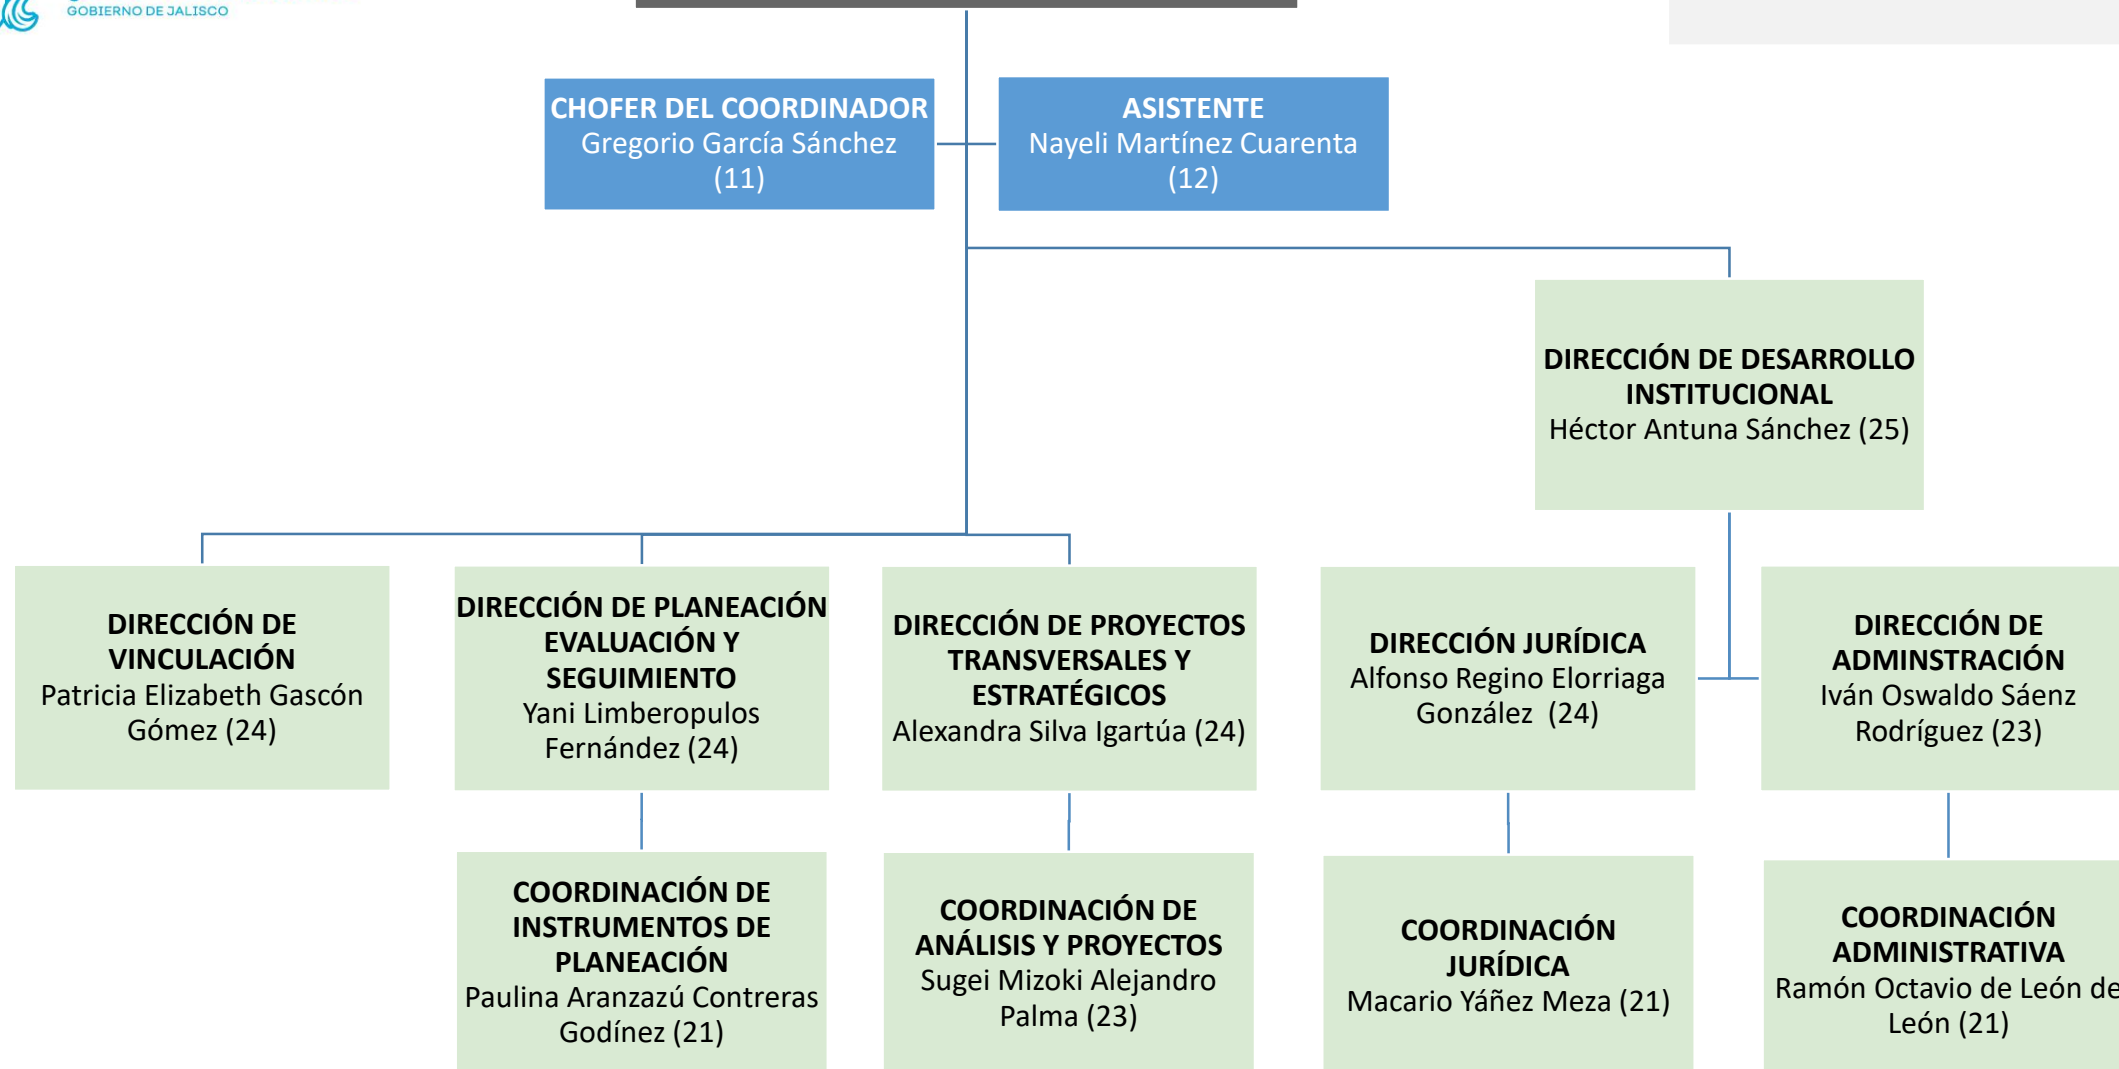 GOBIERNO DE JALISCO
CHOFER DEL COORDINADOR
Gregorio García Sánchez
(11)
ASISTENTE
Nayeli Martínez Cuarenta
(12)
DIRECCIÓN DE DESARROLLO
INSTITUCIONAL
Héctor Antuna Sánchez (25)
DIRECCIÓN DE
VINCULACIÓN
Patricia Elizabeth Gascón
Gómez (24)
DIRECCIÓN DE PLANEACIÓN
EVALUACIÓN Y
SEGUIMIENTO
Yani Limberopulos
Fernández (24)
DIRECCIÓN DE PROYECTOS
TRANSVERSALES Y
ESTRATÉGICOS
Alexandra Silva Igartúa (24)
DIRECCIÓN JURÍDICA
Alfonso Regino Elorriaga
González (24)
DIRECCIÓN DE
ADMINSTRACIÓN
Iván Oswaldo Sáenz
Rodríguez (23)
COORDINACIÓN DE
INSTRUMENTOS DE
PLANEACIÓN
Paulina Aranzazú Contreras
Godínez (21)
COORDINACIÓN DE
ANÁLISIS Y PROYECTOS
Sugei Mizoki Alejandro
Palma (23)
COORDINACIÓN
JURÍDICA
Macario Yáñez Meza (21)
COORDINACIÓN
ADMINISTRATIVA
Ramón Octavio de León de
León (21)